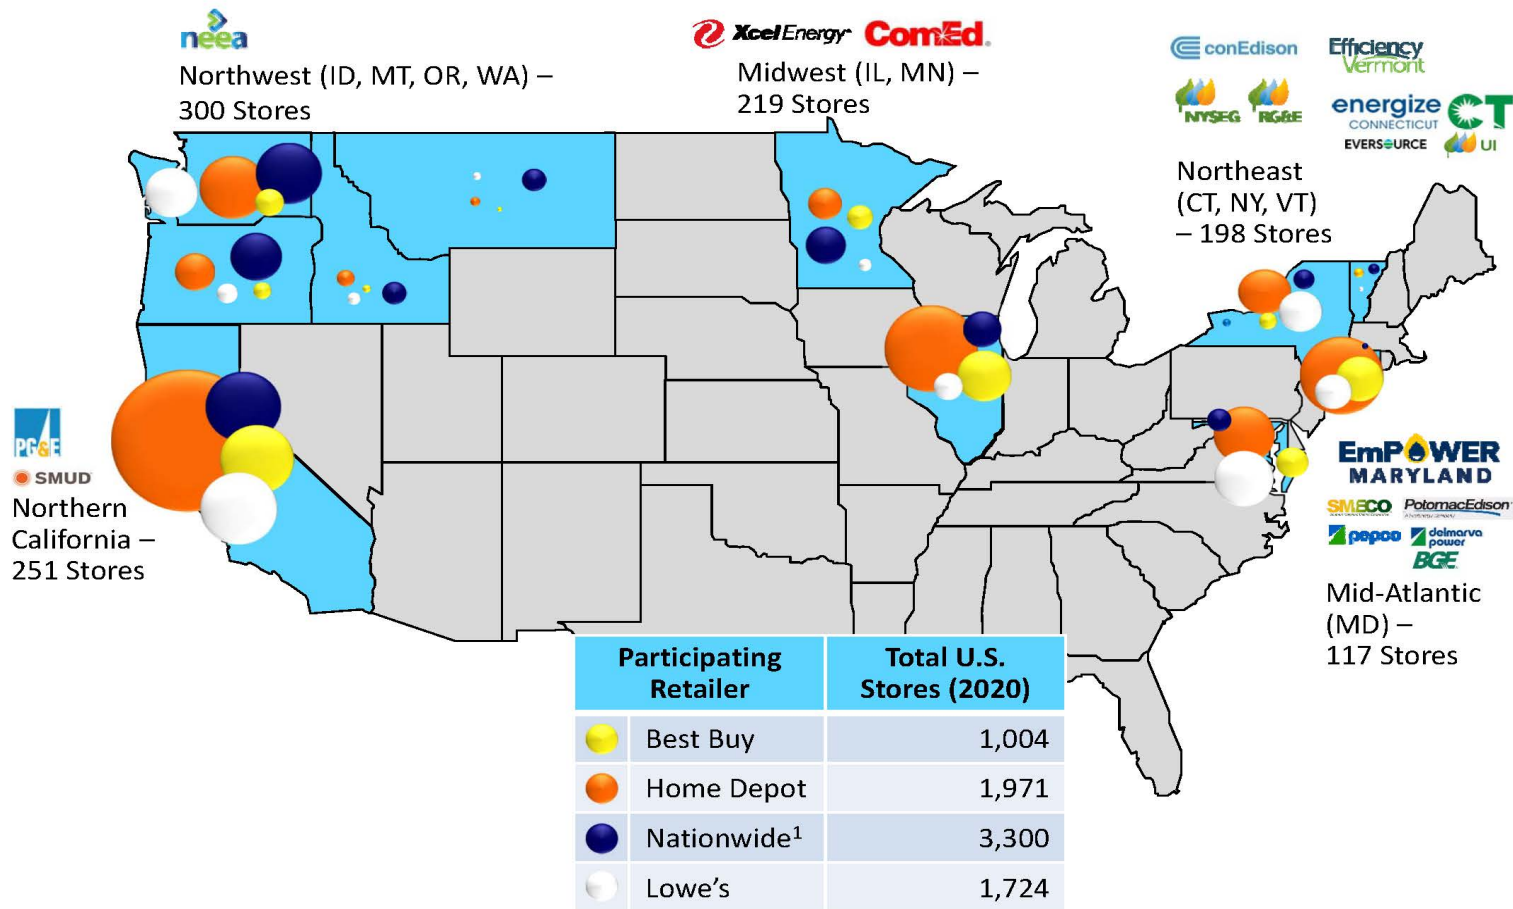 neea
Northwest (ID, MT, OR, WA) –
300 Stores
Xcel Energy
ComEd.
Midwest (IL, MN) –
219 Stores
conEdison
Efficiency
Vermont
NYSEG
RG&E
energize
CONNECTICUT
CT
EVERSOURCE
UI
Northeast
(CT, NY, VT)
– 198 Stores
PG&E
SMUD
Northern
California –
251 Stores
EmPOWER
MARYLAND
SMECO
PotomacEdison
pepco
delmarva
power
BGE
Mid-Atlantic
(MD) –
117 Stores
Participating
Retailer
Total U.S.
Stores (2020)
Best Buy 1,004
Home Depot 1,971
Nationwide¹ 3,300
Lowe’s 1,724